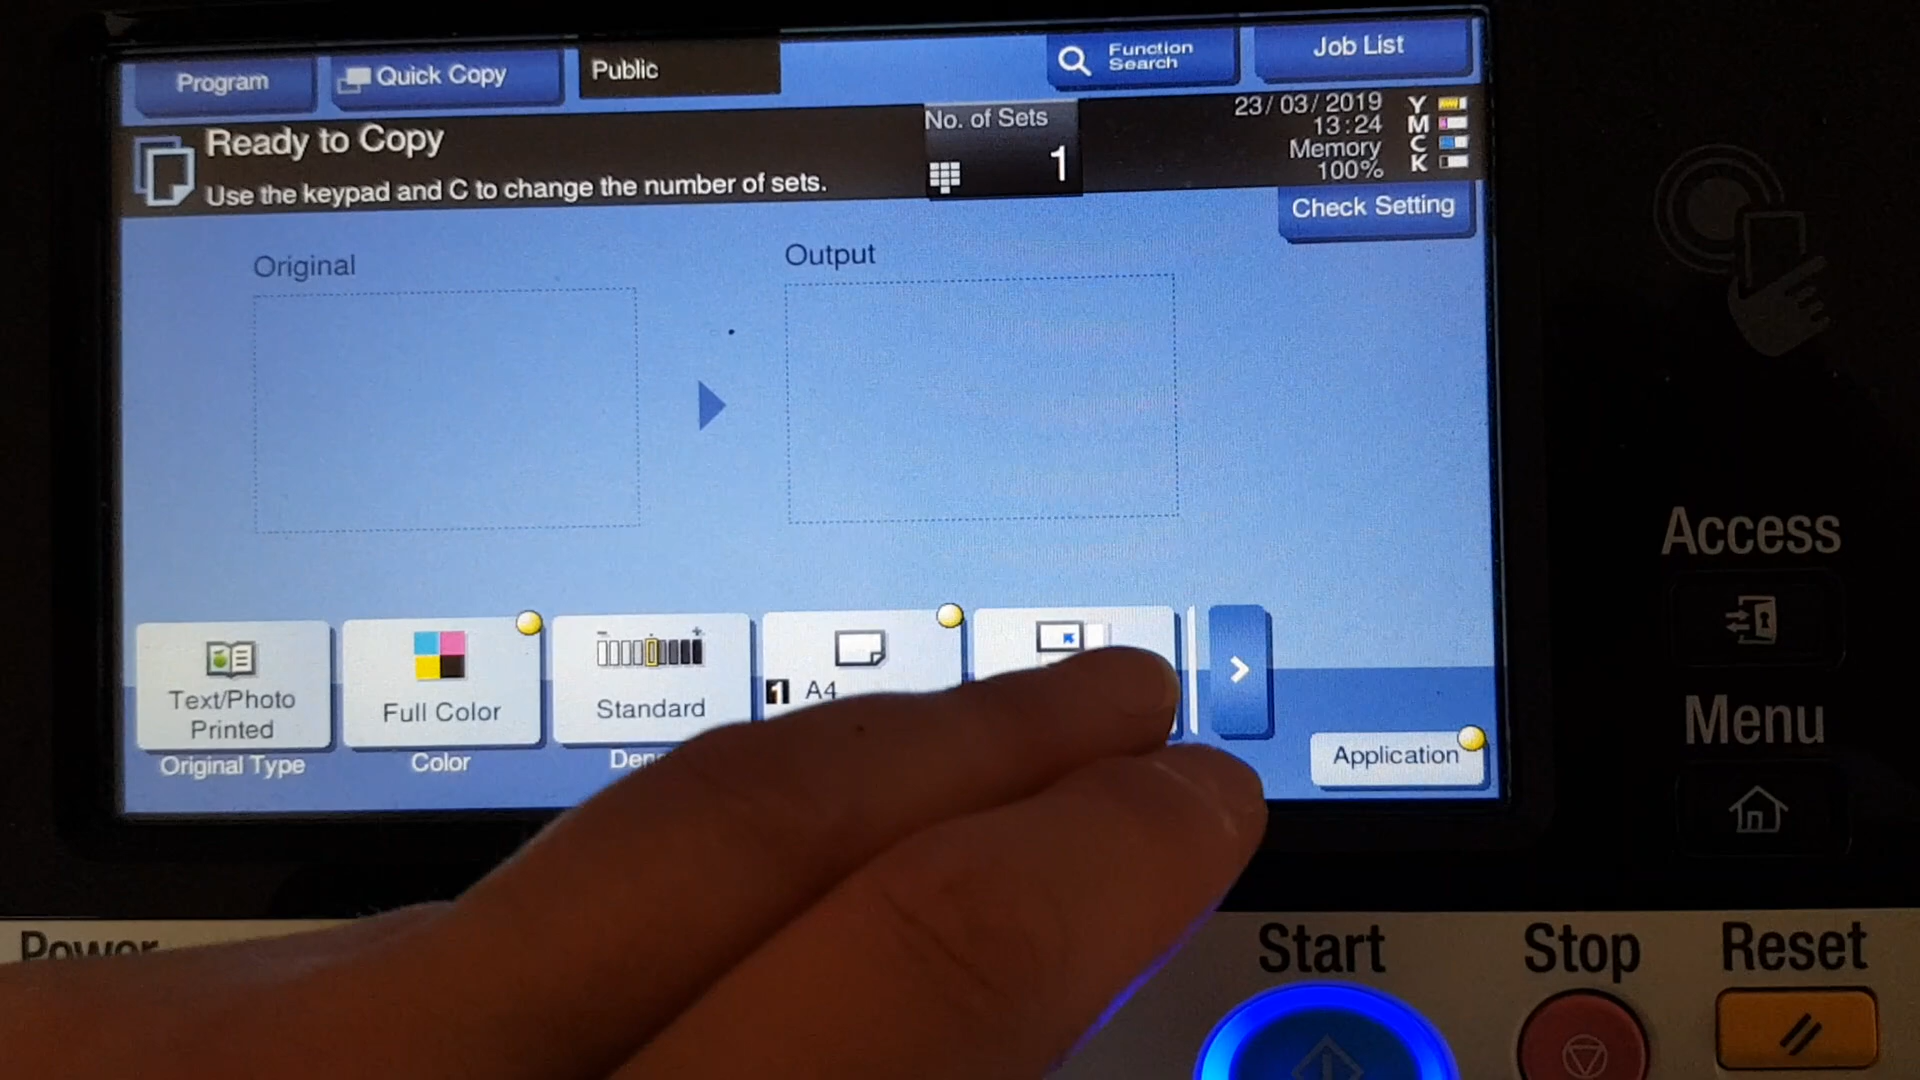 Program
Quick Copy
Public
Function
Search
Job List
Ready to Copy
Use the keypad and C to change the number of sets.
No. of Sets
1
23/03/2019
13:24
Memory
100%
Y
M
C
K
Check Setting
Original
Output
Text/Photo
Printed
Original Type
Full Color
Color
Standard
1 A4
Application
Access
Menu
Power
Start
Stop
Reset